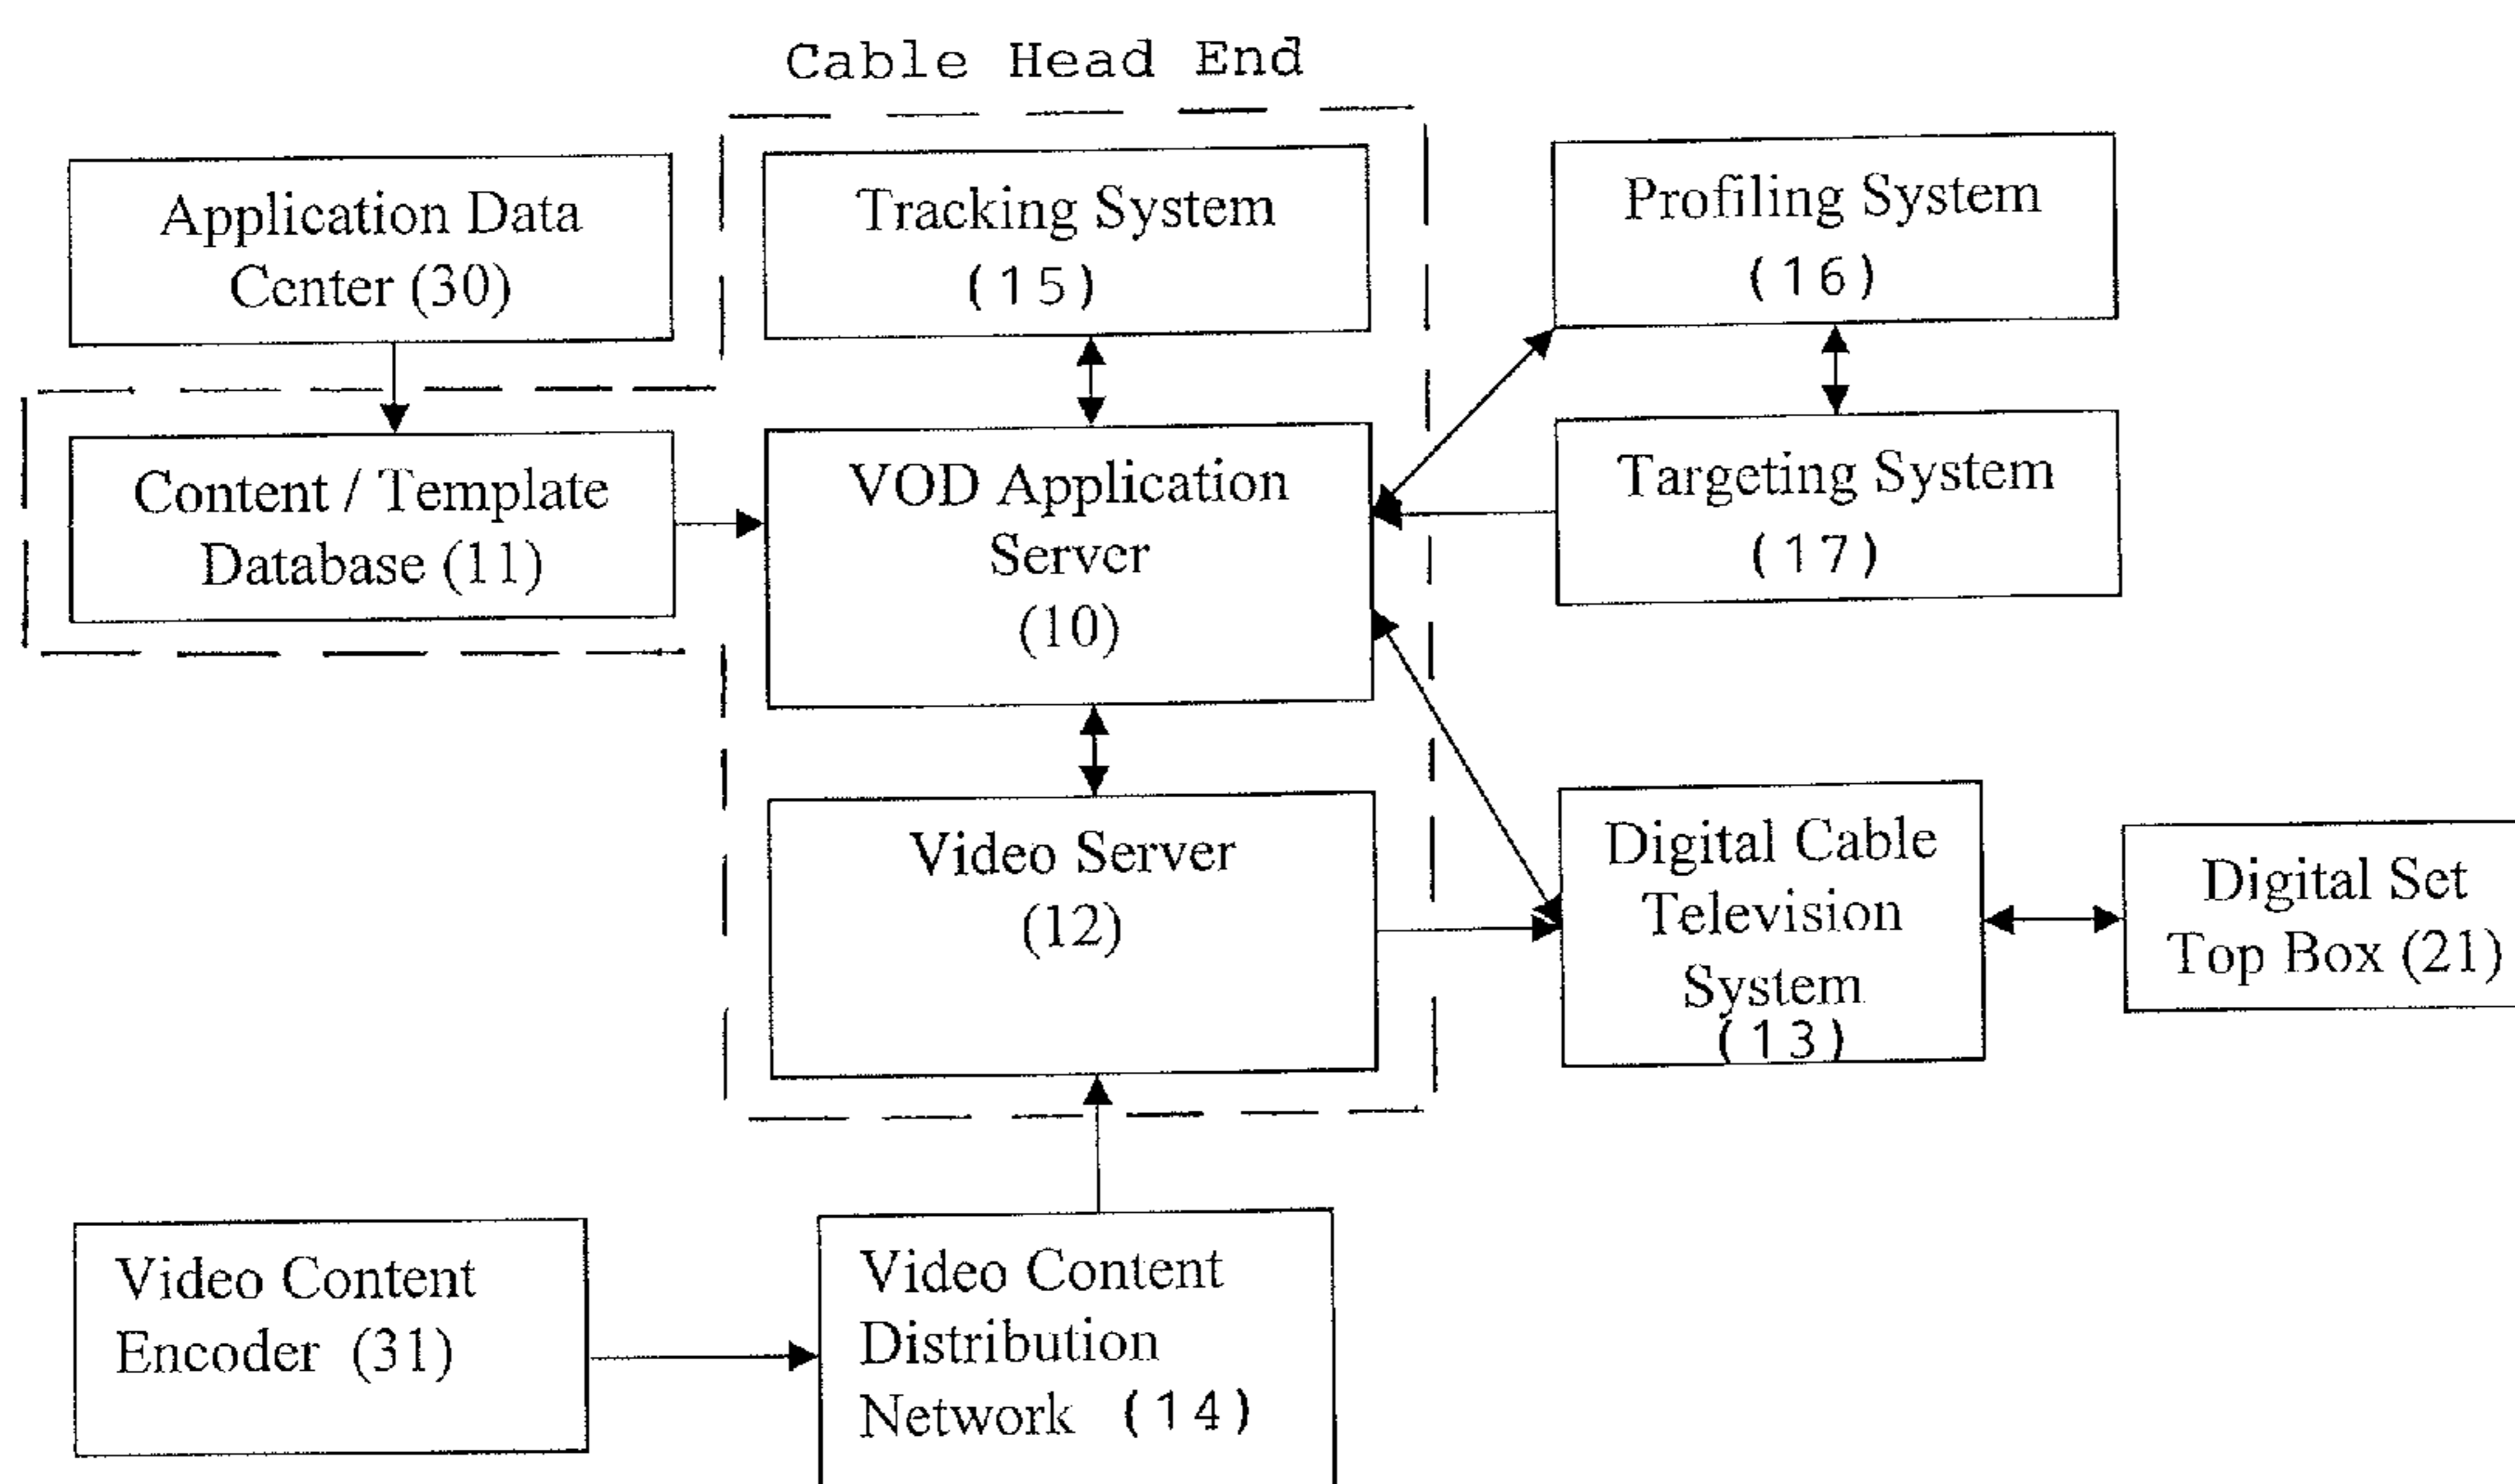 Cable Head End
Application Data
Center (30)
Tracking System
(15)
Profiling System
(16)
Content / Template
Database (11)
VOD Application
Server
(10)
Targeting System
(17)
Video Server
(12)
Digital Cable
Television
System
(13)
Digital Set
Top Box (21)
Video Content
Encoder (31)
Video Content
Distribution
Network (14)